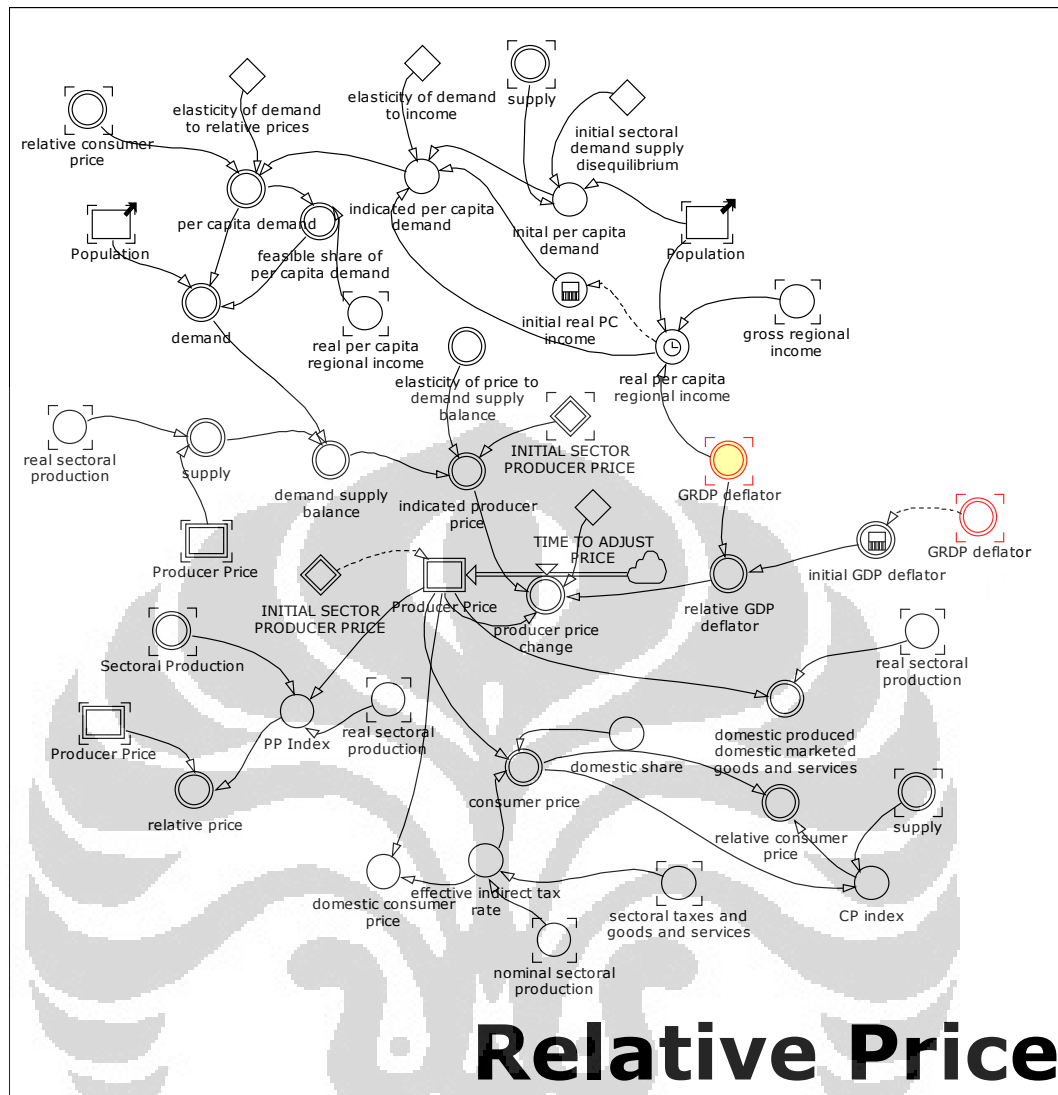 elasticity of demand
to relative prices
elasticity of demand
to income
supply
initial sectoral
demand supply
disequilibrium
relative consumer
price
per capita demand
indicated per capita
demand
inital per capita
demand
Population
feasible share of
per capita demand
Population
demand
real per capita
regional income
initial real PC
income
gross regional
income
elasticity of price to
demand supply
balance
real per capita
regional income
real sectoral
production
supply
demand supply
balance
INITIAL SECTOR
PRODUCER PRICE
indicated producer
price
GRDP deflator
TIME TO ADJUST
PRICE
GRDP deflator
initial GDP deflator
Producer Price
INITIAL SECTOR
PRODUCER PRICE
Producer Price
producer price
change
relative GDP
deflator
Sectoral Production
real sectoral
production
Producer Price
PP Index
real sectoral
production
domestic share
domestic produced
domestic marketed
goods and services
relative price
consumer price
relative consumer
price
supply
domestic consumer
price
effective indirect tax
rate
sectoral taxes and
goods and services
CP index
nominal sectoral
production
Relative Price